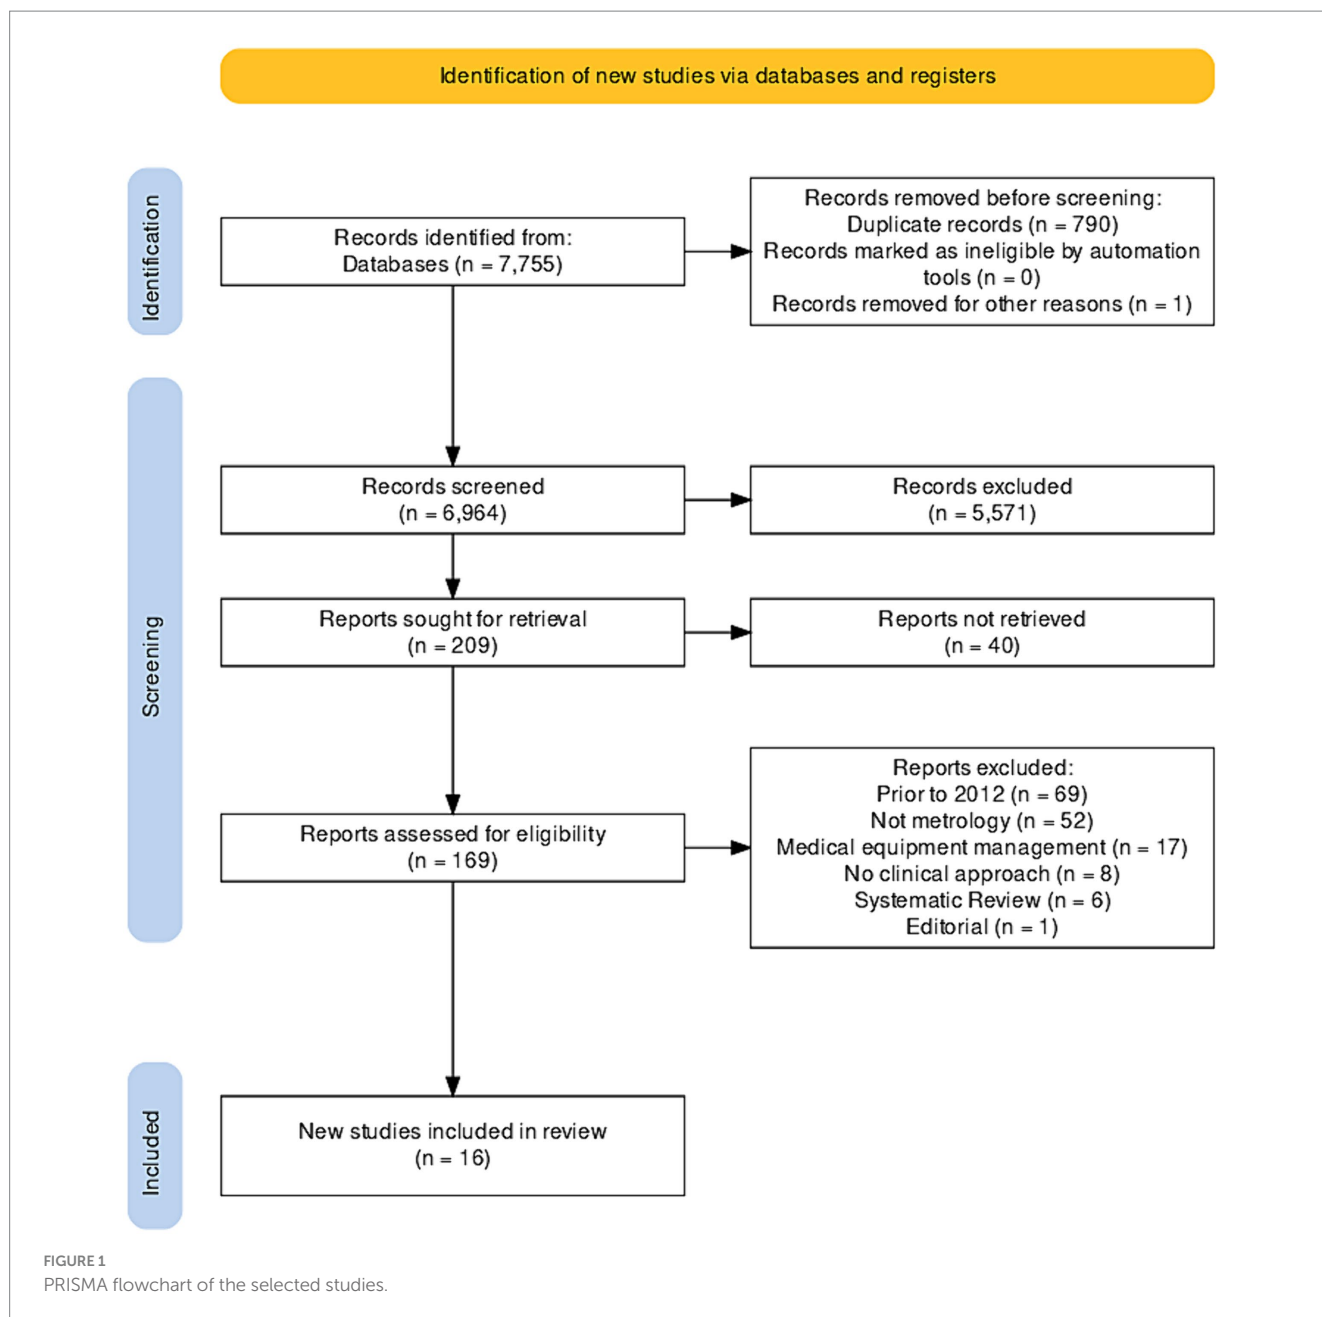 Identification of new studies via databases and registers
Identification
Records identified from:
Databases (n = 7,755)
Records removed before screening:
Duplicate records (n = 790)
Records marked as ineligible by automation
tools (n = 0)
Records removed for other reasons (n = 1)
Screening
Records screened
(n = 6,964)
Records excluded
(n = 5,571)
Reports sought for retrieval
(n = 209)
Reports not retrieved
(n = 40)
Reports assessed for eligibility
(n = 169)
Reports excluded:
Prior to 2012 (n = 69)
Not metrology (n = 52)
Medical equipment management (n = 17)
No clinical approach (n = 8)
Systematic Review (n = 6)
Editorial (n = 1)
Included
New studies included in review
(n = 16)
FIGURE 1
PRISMA flowchart of the selected studies.